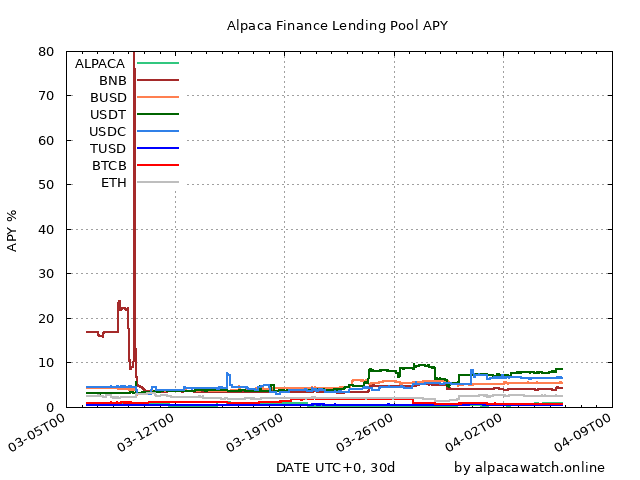 Alpaca Finance Lending Pool APY
80
70
60
50
40
30
20
10
0
APY %
ALPACA
BNB
BUSD
USDT
USDC
TUSD
BTCB
ETH
03-05T00
03-12T00
03-19T00
03-26T00
04-02T00
04-09T00
DATE UTC+0, 30d
by alpacawatch.online